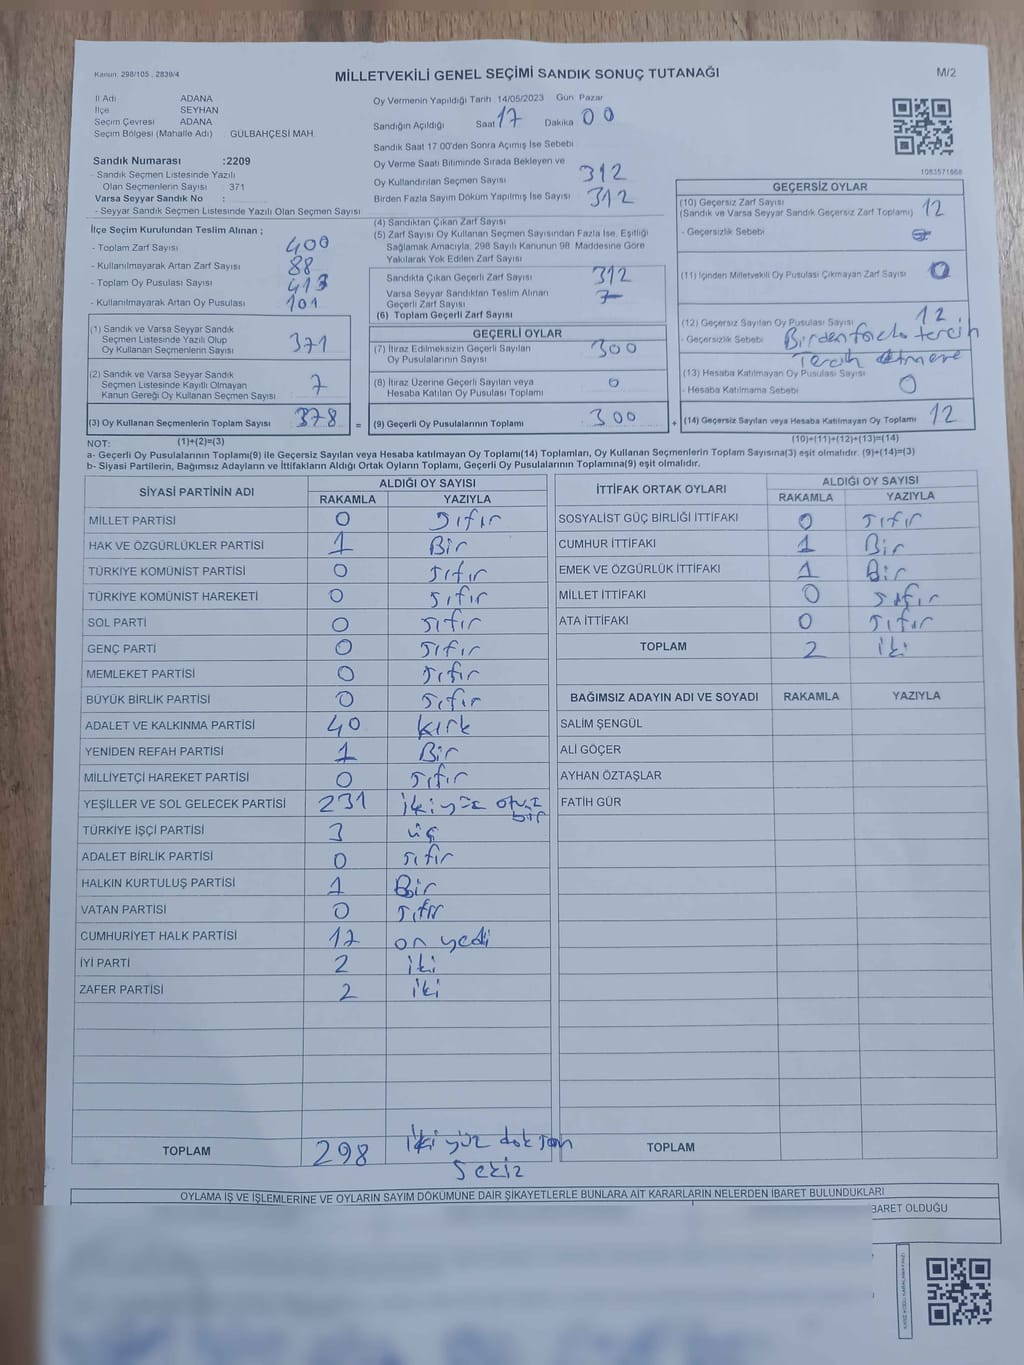 Kanun. 298/105 . 2839/4
MİLLETVEKİLİ GENEL SEÇİMİ SANDIK SONUÇ TUTANAĞI
M/2
İl Adı ADANA
İlçe SEYHAN
Seçim Çevresi ADANA
Seçim Bölgesi (Mahalle Adı) GÜLBAHÇESİ MAH.
Sandık Numarası :2209
- Sandık Seçmen Listesinde Yazılı
Olan Seçmenlerin Sayısı : 371
Varsa Seyyar Sandık No :
- Seyyar Sandık Seçmen Listesinde Yazılı Olan Seçmen Sayısı
Oy Vermenin Yapıldığı Tarih 14/05/2023 Gün Pazar
Sandığın Açıldığı Saat 17 Dakika 00
Sandık Saat 17:00'den Sonra Açımış İse Sebebi
Oy Verme Saati Bitiminde Sırada Bekleyen ve
Oy Kullandırılan Seçmen Sayısı 312
Birden Fazla Sayım Döküm Yapılmış İse Sayısı 312
1083571668
İlçe Seçim Kurulundan Teslim Alınan ;
- Toplam Zarf Sayısı 400
- Kullanılmayarak Artan Zarf Sayısı 88
- Toplam Oy Pusulası Sayısı 413
- Kullanılmayarak Artan Oy Pusulası 101
(1) Sandık ve Varsa Seyyar Sandık
Seçmen Listesinde Yazılı Olup
Oy Kullanan Seçmenlerin Sayısı 371
(2) Sandık ve Varsa Seyyar Sandık
Seçmen Listesinde Kayıtlı Olmayan
Kanun Gereği Oy Kullanan Seçmen Sayısı 7
(3) Oy Kullanan Seçmenlerin Toplam Sayısı 378 =
(4) Sandıktan Çıkan Zarf Sayısı
(5) Zarf Sayısı Oy Kullanan Seçmen Sayısından Fazla İse, Eşitliği
Sağlamak Amacıyla, 298 Sayılı Kanunun 98. Maddesine Göre
Yakılarak Yok Edilen Zarf Sayısı
Sandıkta Çıkan Geçerli Zarf Sayısı 312
Varsa Seyyar Sandıktan Teslim Alınan
Geçerli Zarf Sayısı 7
(6) Toplam Geçerli Zarf Sayısı
GEÇERLİ OYLAR
(7) İtiraz Edilmeksizin Geçerli Sayılan
Oy Pusulalarının Sayısı 300
(8) İtiraz Üzerine Geçerli Sayılan veya
Hesaba Katılan Oy Pusulası Toplamı 0
(9) Geçerli Oy Pusulalarının Toplamı 300 +
GEÇERSİZ OYLAR
(10) Geçersiz Zarf Sayısı
(Sandık ve Varsa Seyyar Sandık Geçersiz Zarf Toplamı) 12
- Geçersizlik Sebebi
(11) İçinden Milletvekili Oy Pusulası Çıkmayan Zarf Sayısı 0
(12) Geçersiz Sayılan Oy Pusulası Sayısı 12
- Geçersizlik Sebebi Birden fazla tercih
Tercih etmeme
(13) Hesaba Katılmayan Oy Pusulası Sayısı 0
- Hesaba Katılmama Sebebi
(14) Geçersiz Sayılan veya Hesaba Katılmayan Oy Toplamı 12
NOT: (1)+(2)=(3) (10)+(11)+(12)+(13)=(14)
a- Geçerli Oy Pusulalarının Toplamı(9) ile Geçersiz Sayılan veya Hesaba katılmayan Oy Toplamı(14) Toplamları, Oy Kullanan Seçmenlerin Toplam Sayısına(3) eşit olmalıdır. (9)+(14)=(3)
b- Siyasi Partilerin, Bağımsız Adayların ve İttifakların Aldığı Ortak Oyların Toplamı, Geçerli Oy Pusulalarının Toplamına(9) eşit olmalıdır.
SİYASİ PARTİNİN ADI ALDIĞI OY SAYISI
RAKAMLA YAZIYLA
MİLLET PARTİSİ 0 sıfır
HAK VE ÖZGÜRLÜKLER PARTİSİ 1 Bir
TÜRKİYE KOMÜNİST PARTİSİ 0 sıfır
TÜRKİYE KOMÜNİST HAREKETİ 0 sıfır
SOL PARTİ 0 sıfır
GENÇ PARTİ 0 sıfır
MEMLEKET PARTİSİ 0 sıfır
BÜYÜK BİRLİK PARTİSİ 0 sıfır
ADALET VE KALKINMA PARTİSİ 40 kırk
YENİDEN REFAH PARTİSİ 1 Bir
MİLLİYETÇİ HAREKET PARTİSİ 0 sıfır
YEŞİLLER VE SOL GELECEK PARTİSİ 231 iki yüz otuz bir
TÜRKİYE İŞÇİ PARTİSİ 3 üç
ADALET BİRLİK PARTİSİ 0 sıfır
HALKIN KURTULUŞ PARTİSİ 1 Bir
VATAN PARTİSİ 0 sıfır
CUMHURİYET HALK PARTİSİ 17 on yedi
İYİ PARTİ 2 iki
ZAFER PARTİSİ 2 iki
TOPLAM 298 iki yüz doksan
sekiz
İTTİFAK ORTAK OYLARI ALDIĞI OY SAYISI
RAKAMLA YAZIYLA
SOSYALİST GÜÇ BİRLİĞİ İTTİFAKI 0 sıfır
CUMHUR İTTİFAKI 1 Bir
EMEK VE ÖZGÜRLÜK İTTİFAKI 1 Bir
MİLLET İTTİFAKI 0 sıfır
ATA İTTİFAKI 0 sıfır
TOPLAM 2 iki
BAĞIMSIZ ADAYIN ADI VE SOYADI RAKAMLA YAZIYLA
SALİM ŞENGÜL
ALİ GÖÇER
AYHAN ÖZTAŞLAR
FATİH GÜR
TOPLAM
OYLAMA İŞ VE İŞLEMLERİNE VE OYLARIN SAYIM DÖKÜMÜNE DAİR ŞİKAYETLERLE BUNLARA AİT KARARLARIN NELERDEN İBARET BULUNDUKLARI
BARET OLDUĞU